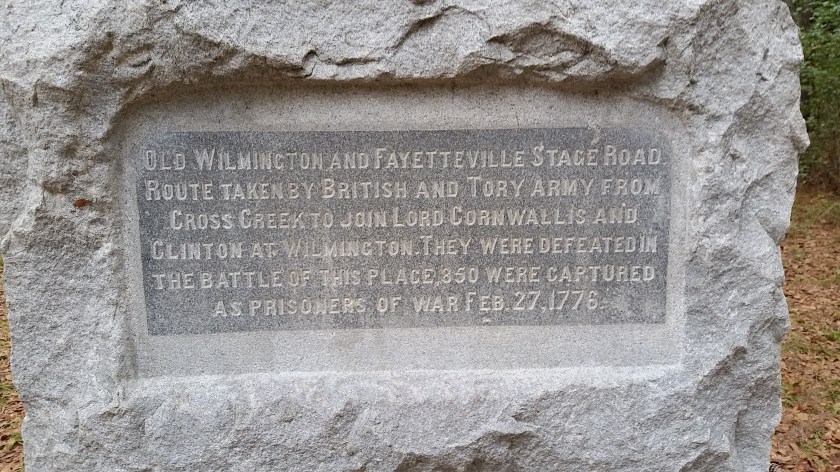 OLD WILMINGTON AND FAYETTEVILLE STAGE ROAD.
ROUTE TAKEN BY BRITISH AND TORY ARMY FROM
CROSS CREEK TO JOIN LORD CORNWALLIS AND
CLINTON AT WILMINGTON. THEY WERE DEFEATED IN
THE BATTLE OF THIS PLACE, 850 WERE CAPTURED
AS PRISONERS OF WAR FEB. 27, 1776.